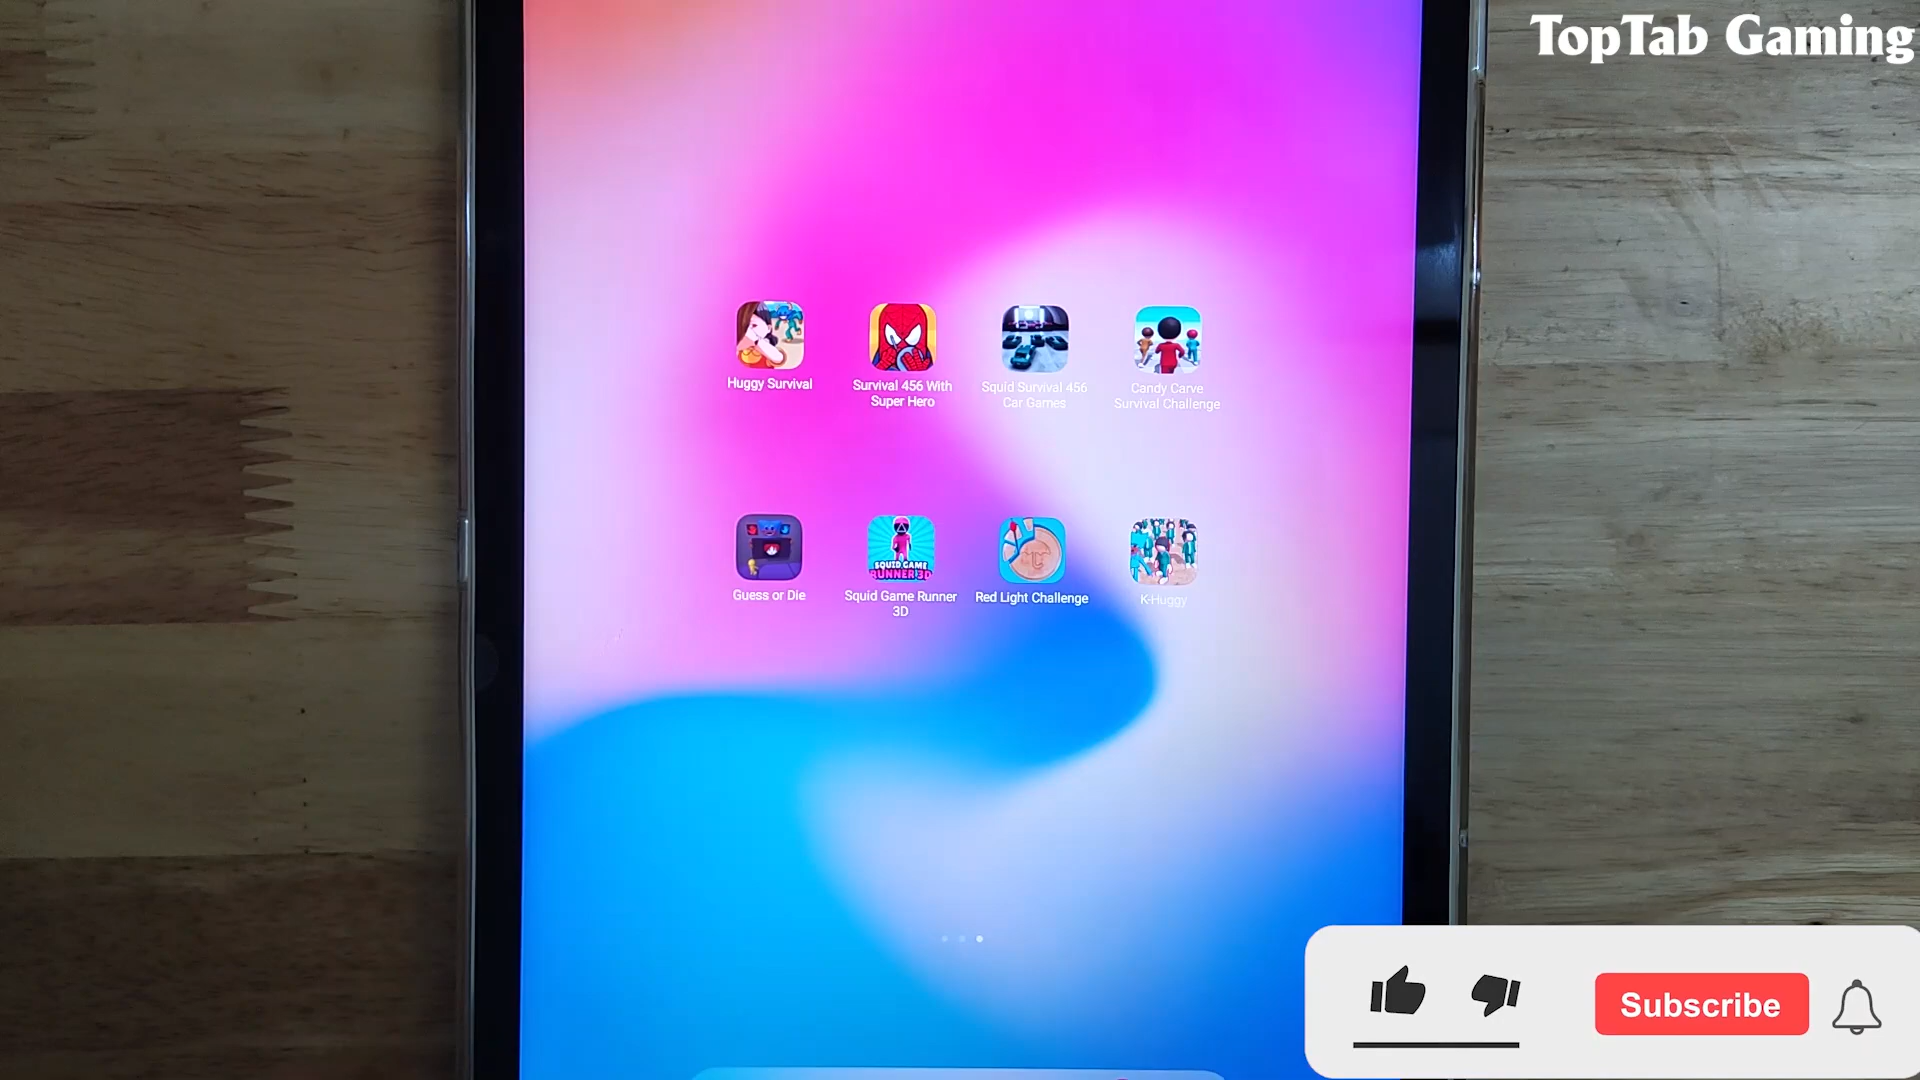 TopTab Gaming
Huggy Survival
Survival 456 With
Super Hero
Squid Survival 456
Car Games
Candy Carve
Survival Challenge
SQUID GAME
RUNNER 3D
Guess or Die
Squid Game Runner
3D
Red Light Challenge
K-Huggy
Subscribe